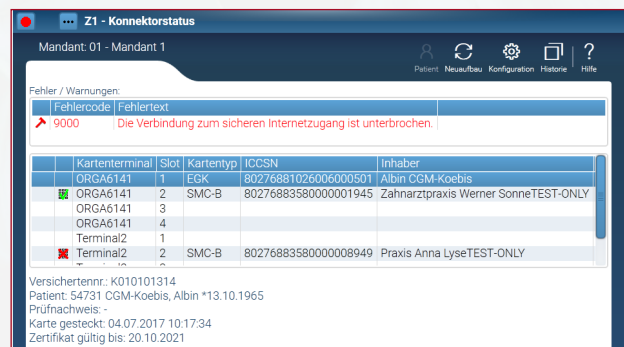 Z1 - Konnektorstatus
Mandant: 01 - Mandant 1
Patient Neuaufbau Konfiguration Historie Hilfe
Fehler / Warnungen:
Fehlercode Fehlertext
9000 Die Verbindung zum sicheren Internetzugang ist unterbrochen.
Kartenterminal Slot Kartentyp ICCSN Inhaber
ORGA6141 1 EGK 80276881026006000501 Albin CGM-Koebis
ORGA6141 2 SMC-B 80276883580000001945 Zahnarztpraxis Werner SonneTEST-ONLY
ORGA6141 3
ORGA6141 4
Terminal2 1
Terminal2 2 SMC-B 80276883580000008949 Praxis Anna LyseTEST-ONLY
Versichertennr.: K010101314
Patient: 54731 CGM-Koebis, Albin *13.10.1965
Prüfnachweis: -
Karte gesteckt: 04.07.2017 10:17:34
Zertifikat gültig bis: 20.10.2021